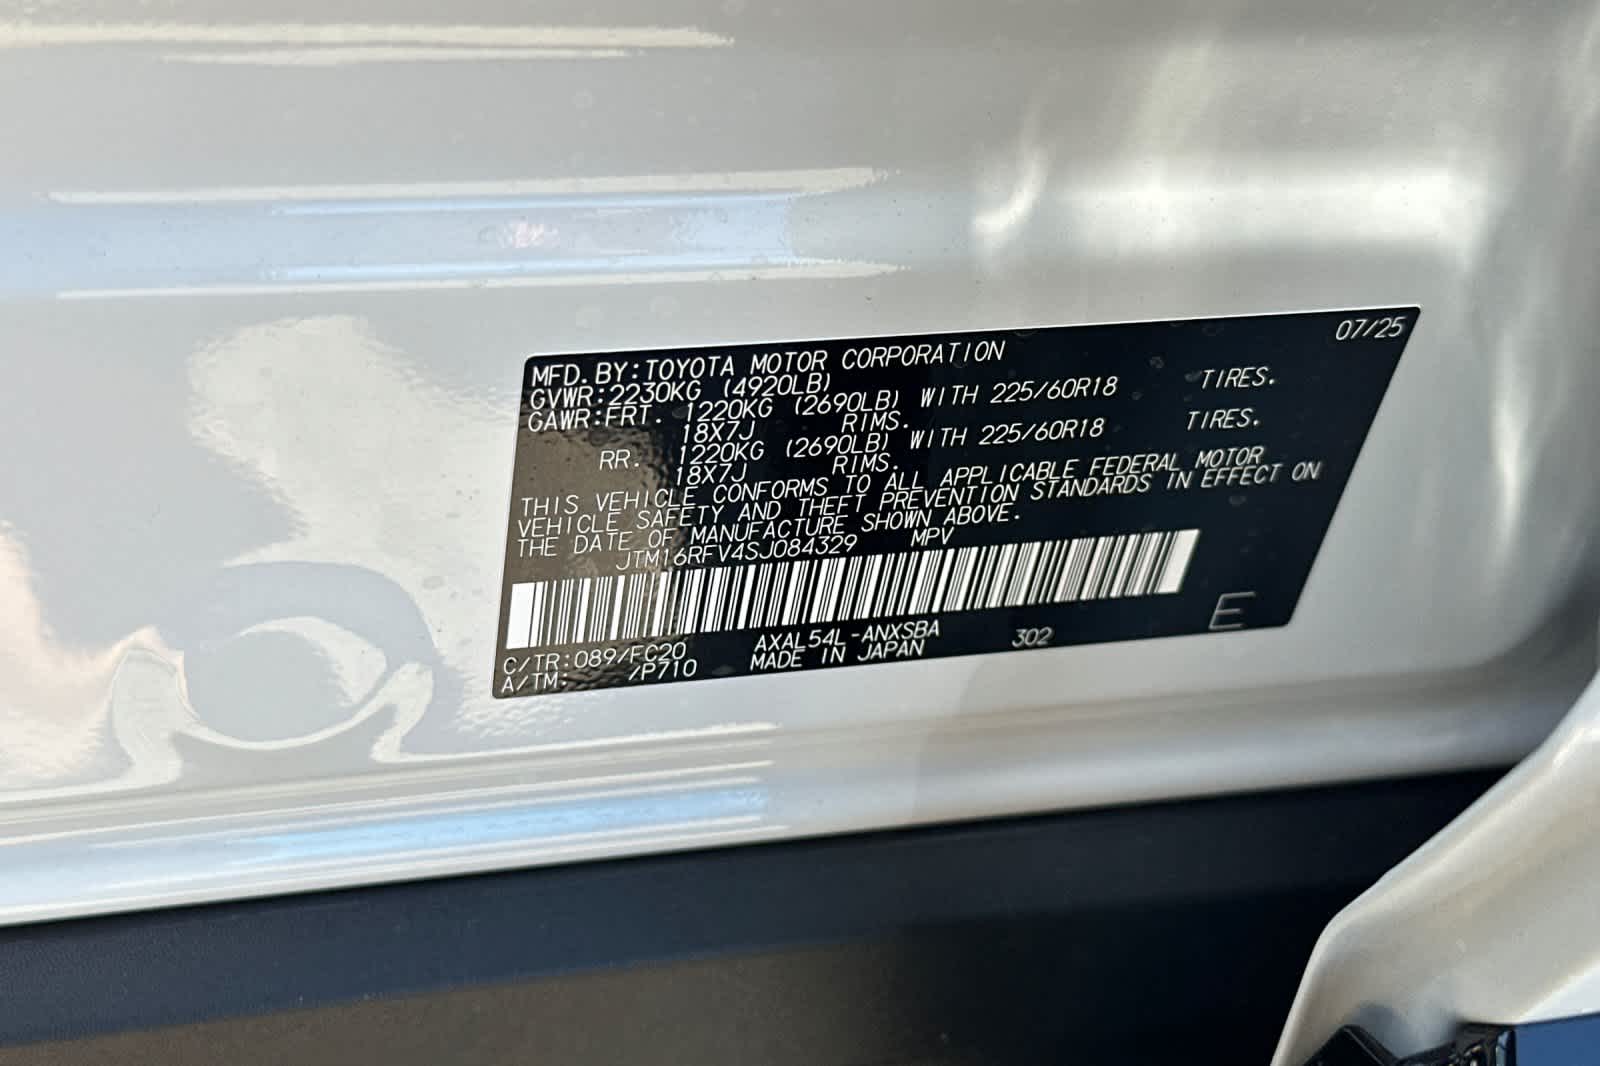 07/25
MFD. BY: TOYOTA MOTOR CORPORATION
GVWR: 2230KG (4920LB)
GAWR: FRT. 1220KG (2690LB) WITH 225/60R18 TIRES.
18X7J RIMS.
RR. 1220KG (2690LB) WITH 225/60R18 TIRES.
18X7J RIMS.
THIS VEHICLE CONFORMS TO ALL APPLICABLE FEDERAL MOTOR
VEHICLE SAFETY AND THEFT PREVENTION STANDARDS IN EFFECT ON
THE DATE OF MANUFACTURE SHOWN ABOVE.
JTM16RFV4SJ084329 MPV
C/TR: 089/FC20 AXAL54L-ANXSBA 302 E
A/TM: /P710 MADE IN JAPAN